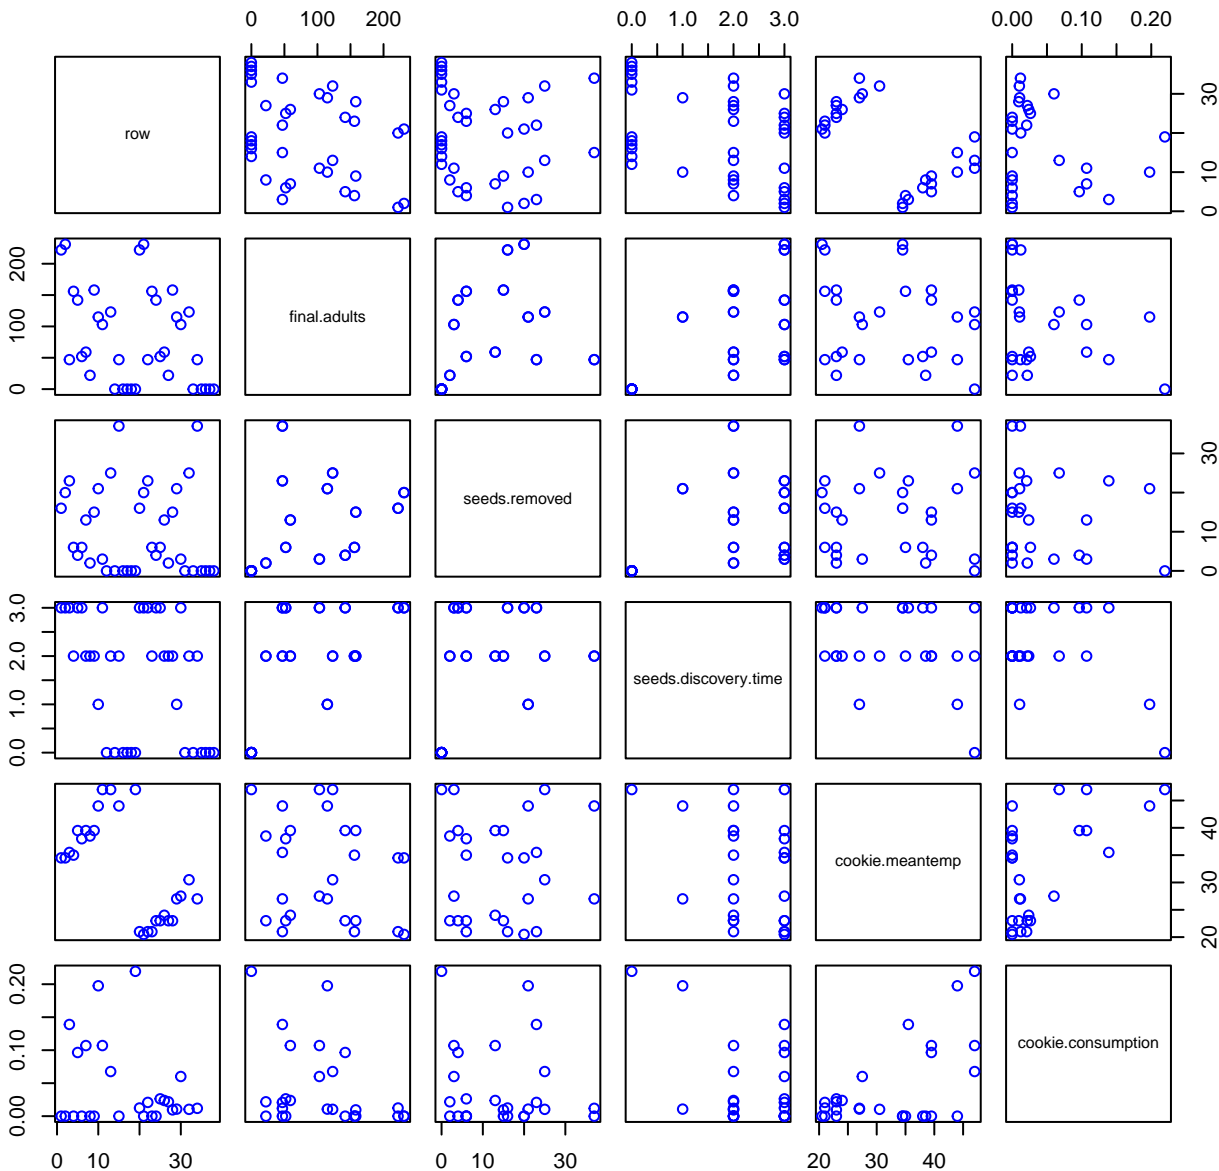 0 100 200 0.0 1.0 2.0 3.0 0.00 0.10 0.20
row
0 10 30
0 100 200
final.adults
seeds.removed
0 10 30
0.0 1.0 2.0 3.0
seeds.discovery.time
cookie.meantemp
20 30 40
0.00 0.10 0.20
cookie.consumption
0 10 30 0 10 30 20 30 40